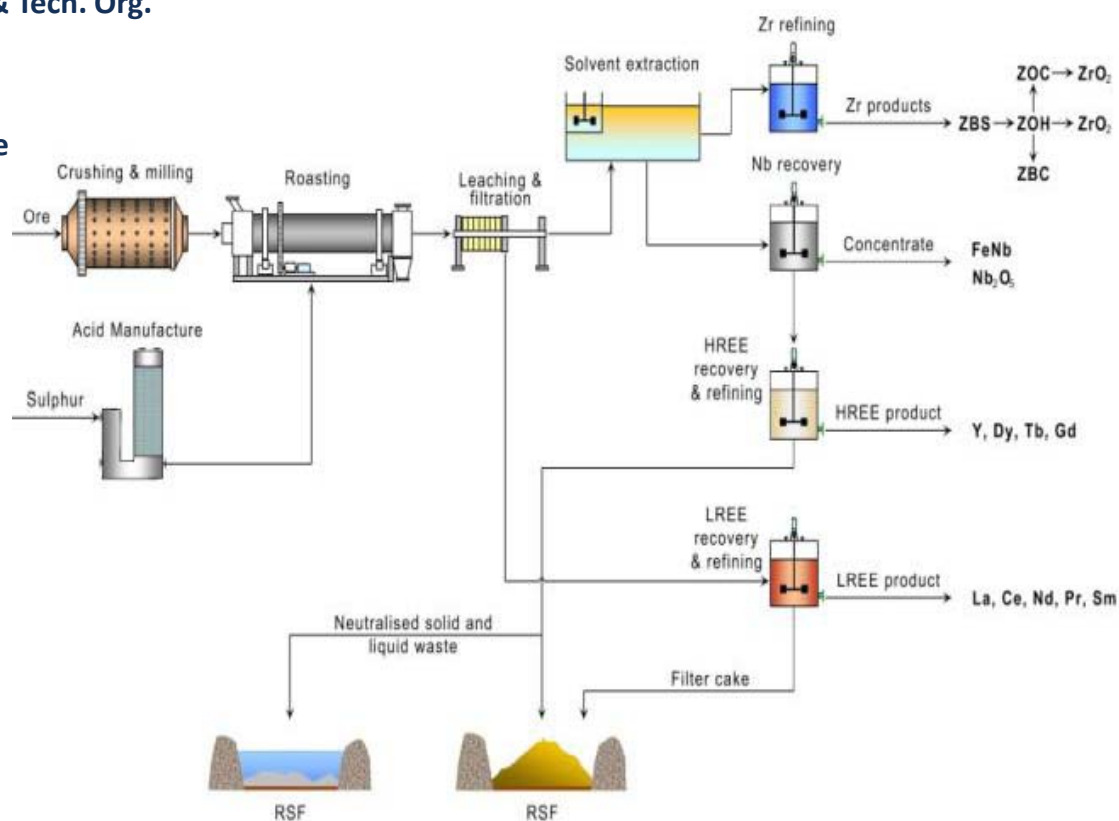 & Tech. Org.
e
Zr refining
Solvent extraction
Zr products
ZOC → ZrO₂
ZBS → ZOH → ZrO₂
ZBC
Crushing & milling
Roasting
Leaching &
filtration
Ore
Nb recovery
Concentrate
FeNb
Nb₂O₅
Acid Manufacture
Sulphur
HREE
recovery
& refining
HREE product
Y, Dy, Tb, Gd
LREE
recovery
& refining
LREE product
La, Ce, Nd, Pr, Sm
Neutralised solid and
liquid waste
Filter cake
RSF
RSF